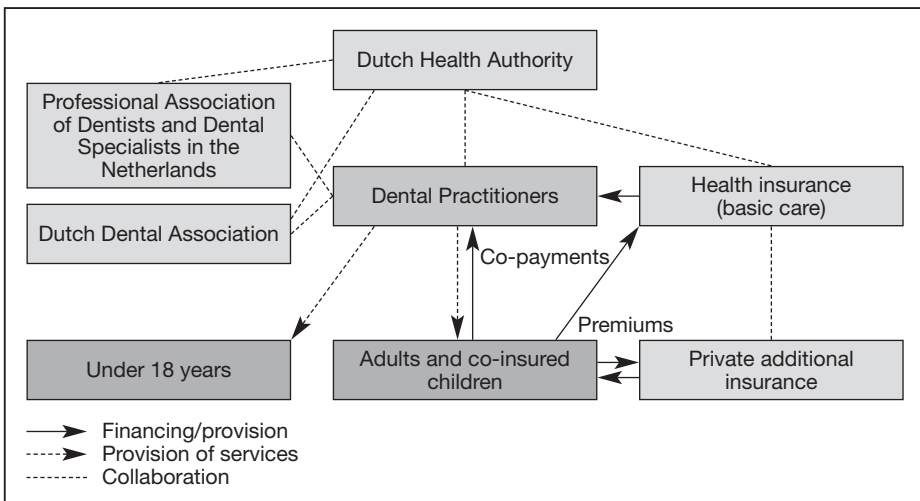 Dutch Health Authority
Professional Association
of Dentists and Dental
Specialists in the
Netherlands
Dental Practitioners
Health insurance
(basic care)
Dutch Dental Association
Co-payments
Premiums
Under 18 years
Adults and co-insured
children
Private additional
insurance
Financing/provision
Provision of services
Collaboration